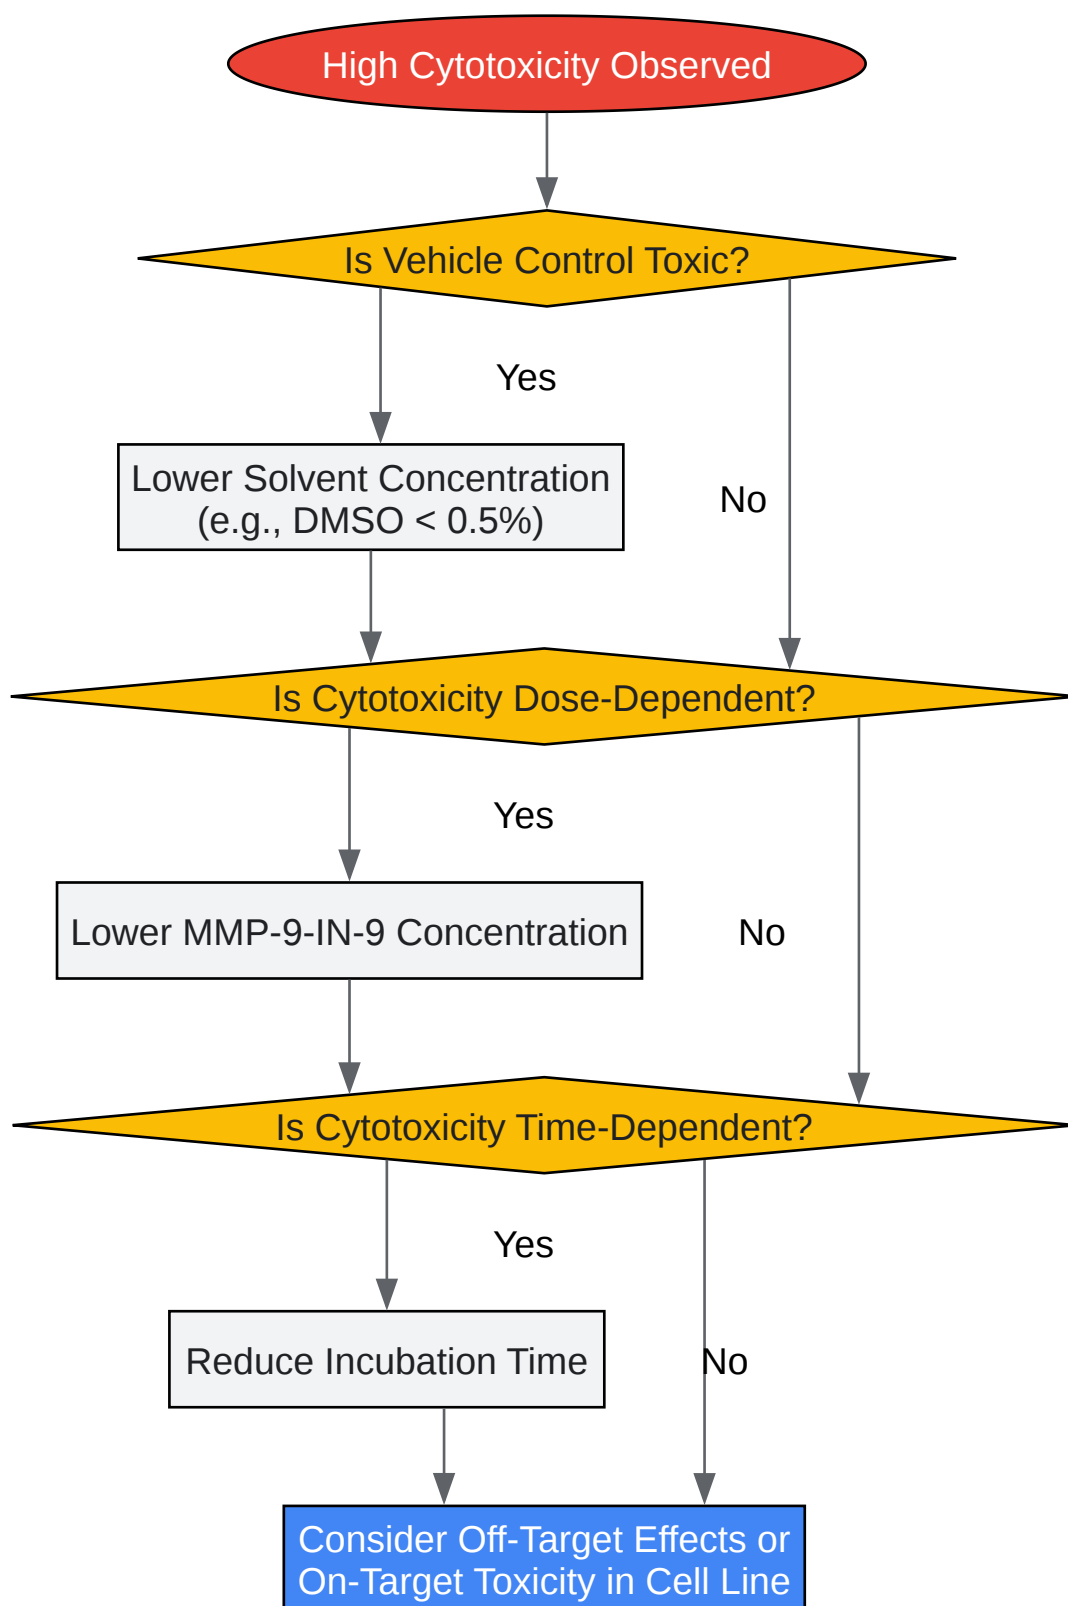 High Cytotoxicity Observed
Is Vehicle Control Toxic?
Yes
Lower Solvent Concentration
(e.g., DMSO < 0.5%)
No
Is Cytotoxicity Dose-Dependent?
Yes
Lower MMP-9-IN-9 Concentration
No
Is Cytotoxicity Time-Dependent?
Yes
Reduce Incubation Time
No
Consider Off-Target Effects or
On-Target Toxicity in Cell Line